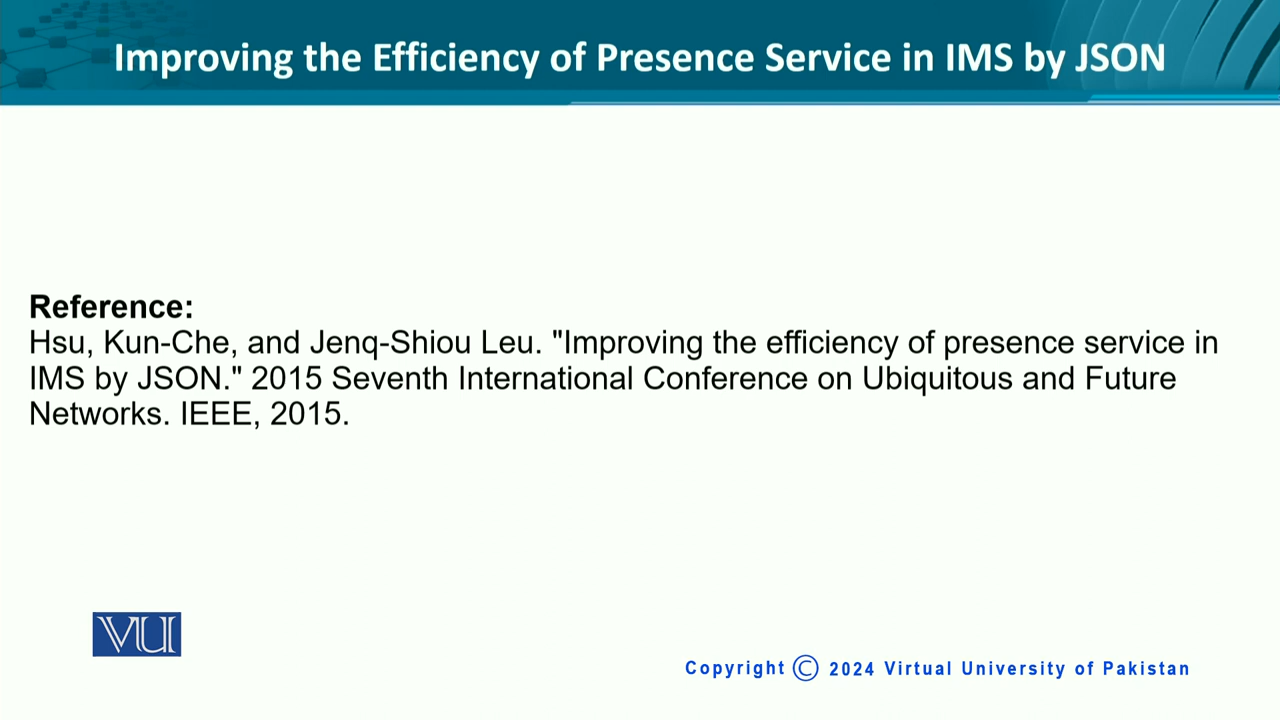 Improving the Efficiency of Presence Service in IMS by JSON
Reference:
Hsu, Kun-Che, and Jenq-Shiou Leu. "Improving the efficiency of presence service in
IMS by JSON." 2015 Seventh International Conference on Ubiquitous and Future
Networks. IEEE, 2015.
VU
Copyright © 2024 Virtual University of Pakistan